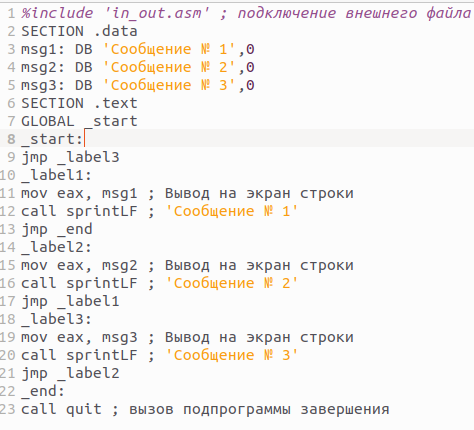 1 %include 'in_out.asm' ; подключение внешнего файла
2 SECTION .data
3 msg1: DB 'Сообщение № 1',0
4 msg2: DB 'Сообщение № 2',0
5 msg3: DB 'Сообщение № 3',0
6 SECTION .text
7 GLOBAL _start
8 _start:
9 jmp _label3
10 _label1:
11 mov eax, msg1 ; Вывод на экран строки
12 call sprintLF ; 'Сообщение № 1'
13 jmp _end
14 _label2:
15 mov eax, msg2 ; Вывод на экран строки
16 call sprintLF ; 'Сообщение № 2'
17 jmp _label1
18 _label3:
19 mov eax, msg3 ; Вывод на экран строки
20 call sprintLF ; 'Сообщение № 3'
21 jmp _label2
22 _end:
23 call quit ; вызов подпрограммы завершения